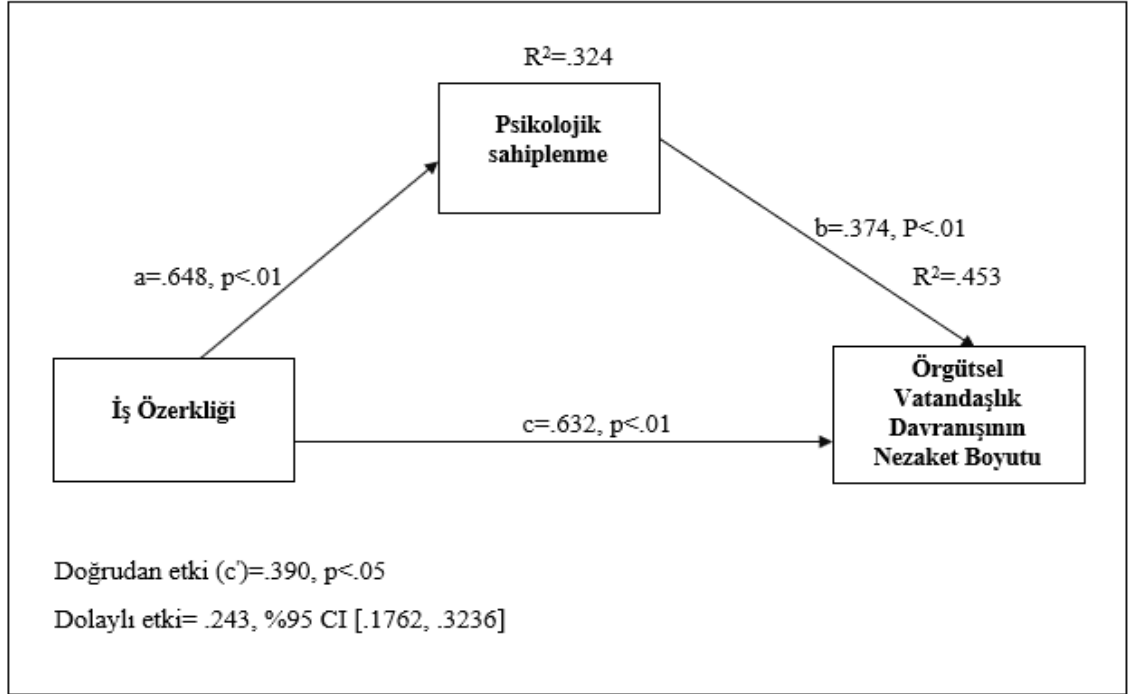 R²=.324
Psikolojik
sahiplenme
b=.374, P<.01
a=.648, p<.01
R²=.453
İş Özerkliği
c=.632, p<.01
Örgütsel
Vatandaşlık
Davranışının
Nezaket Boyutu
Doğrudan etki (c')=.390, p<.05
Dolaylı etki= .243, %95 CI [.1762, .3236]